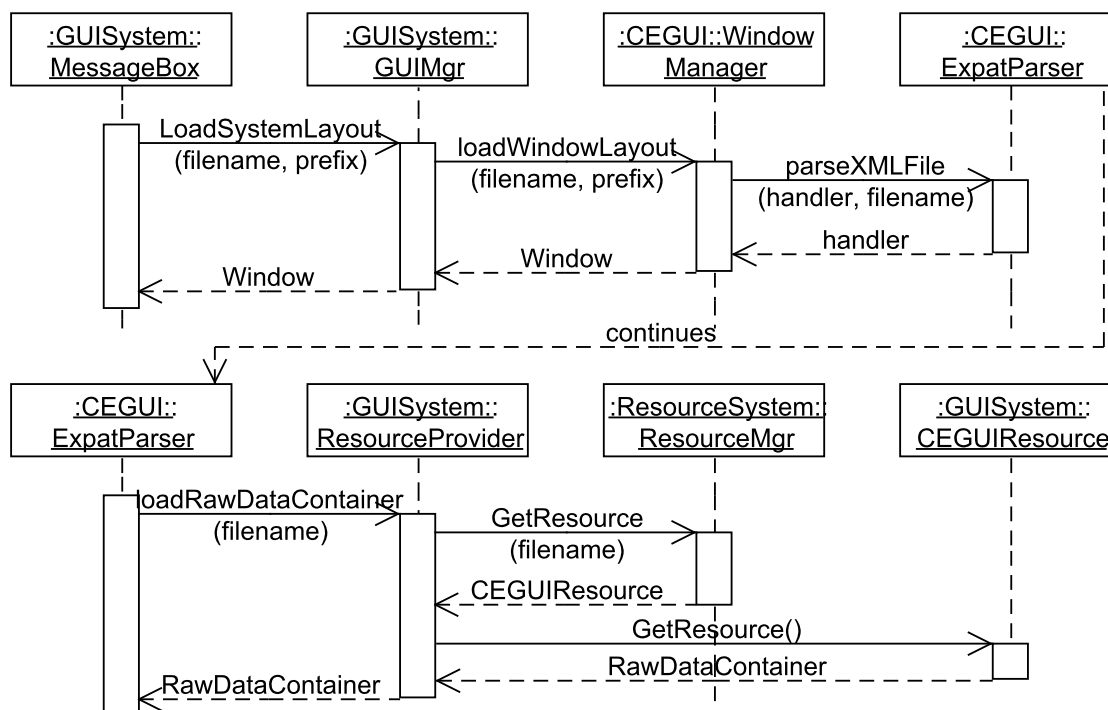 :GUISystem::
MessageBox
:GUISystem::
GUIMgr
:CEGUI::Window
Manager
:CEGUI::
ExpatParser
LoadSystemLayout
(filename, prefix)
loadWindowLayout
(filename, prefix)
parseXMLFile
(handler, filename)
handler
Window
Window
continues
:CEGUI::
ExpatParser
:GUISystem::
ResourceProvider
:ResourceSystem::
ResourceMgr
:GUISystem::
CEGUIResource
loadRawDataContainer
(filename)
GetResource
(filename)
CEGUIResource
GetResource()
RawDataContainer
RawDataContainer